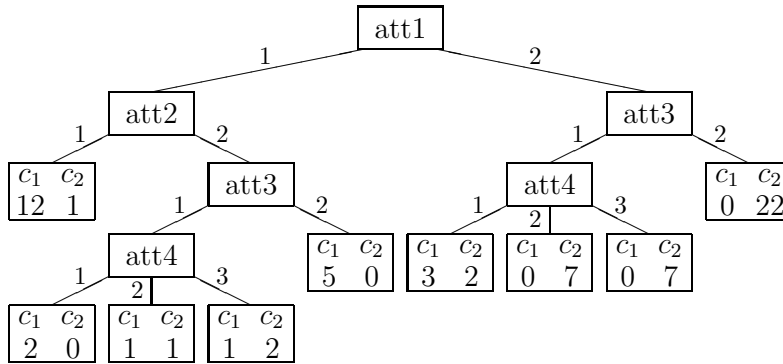 att1
1 2
att2 att3
1 2 1 2
c₁ c₂ att3 att4 c₁ c₂
12 1 0 22
1 2 1 2 3
att4 c₁ c₂ c₁ c₂ c₁ c₂ c₁ c₂
5 0 3 2 0 7 0 7
1 2 3
c₁ c₂ c₁ c₂ c₁ c₂
2 0 1 1 1 2